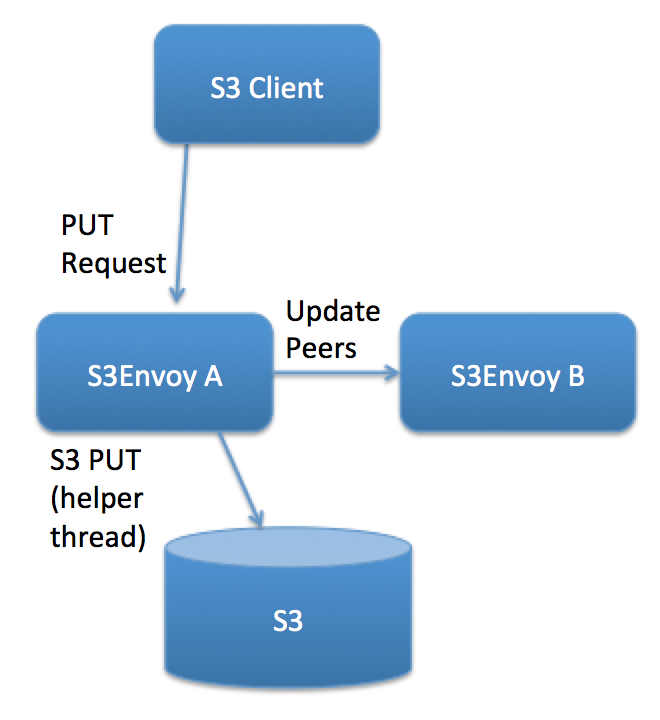 S3 Client
PUT
Request
Update
Peers
S3Envoy A
S3Envoy B
S3 PUT
(helper
thread)
S3